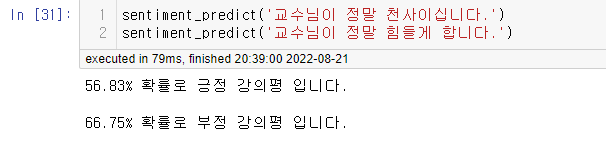 In [31]:
1 sentiment_predict('교수님이 정말 천사이십니다.')
2 sentiment_predict('교수님이 정말 힘들게 합니다.')
executed in 79ms, finished 20:39:00 2022-08-21
56.83% 확률로 긍정 강의평 입니다.
66.75% 확률로 부정 강의평 입니다.